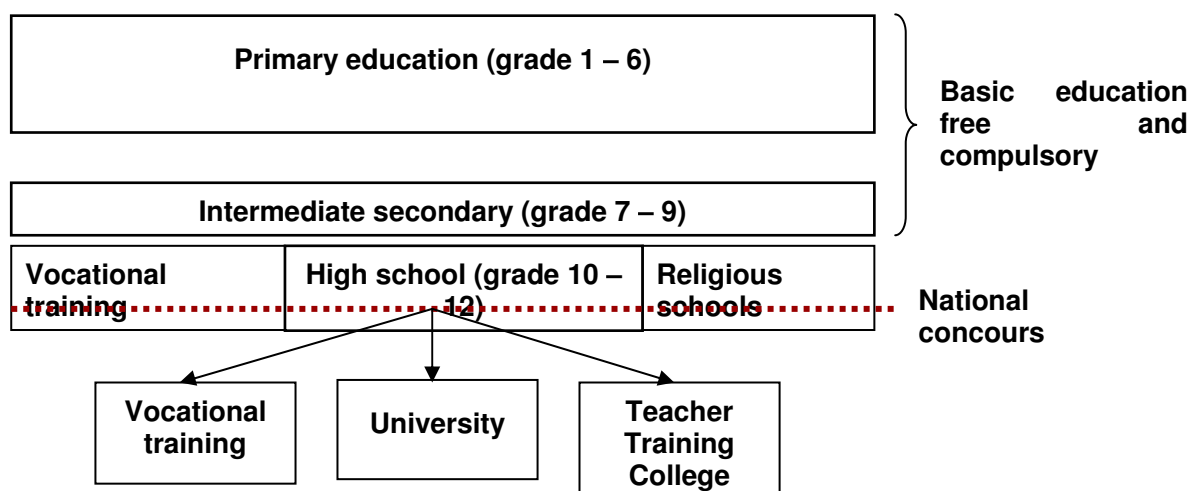 Primary education (grade 1 – 6)
Basic education
free and
compulsory
Intermediate secondary (grade 7 – 9)
Vocational
training
High school (grade 10 –
12)
Religious
schools
National
concours
Vocational
training
University
Teacher
Training
College